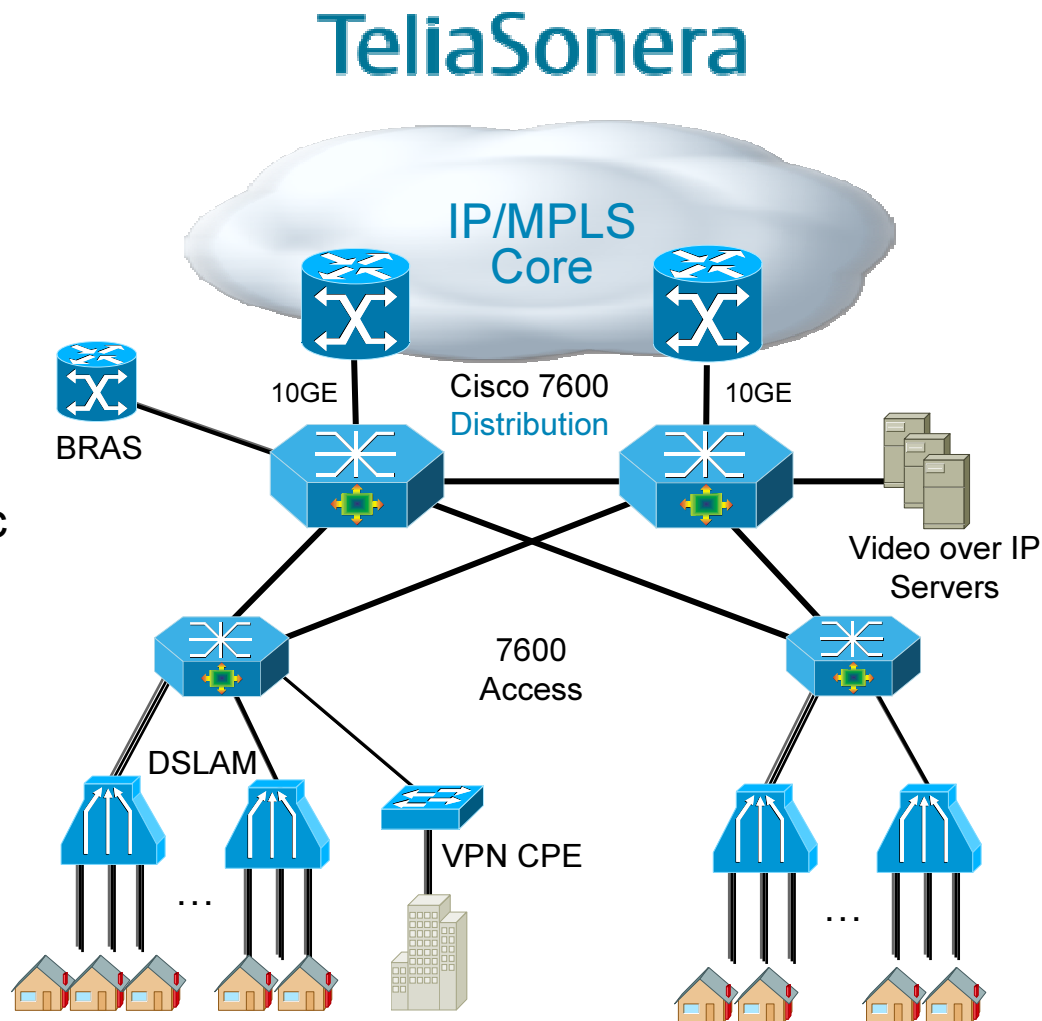 TeliaSonera
IP/MPLS
Core
10GE
Cisco 7600
Distribution
10GE
BRAS
c
Video over IP
Servers
7600
Access
DSLAM
VPN CPE
...
...